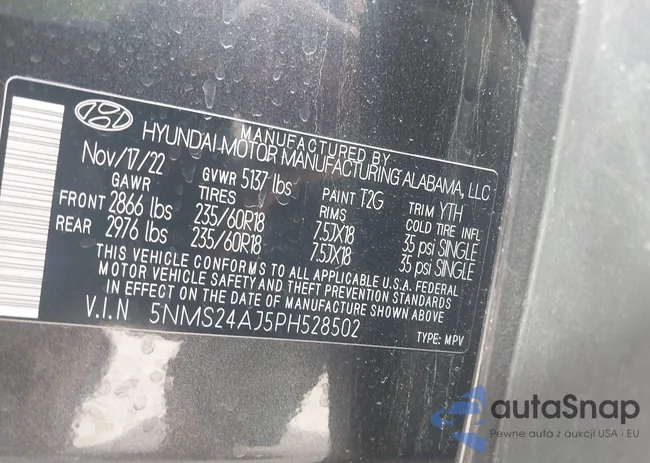 MANUFACTURED BY
HYUNDAI MOTOR MANUFACTURING ALABAMA, LLC
Nov/17/22 GVWR 5137 lbs PAINT T2G TRIM YTH
GAWR TIRES RIMS COLD TIRE INFL
FRONT 2866 lbs 235/60R18 7.5JX18 35 psi SINGLE
REAR 2976 lbs 235/60R18 7.5JX18 35 psi SINGLE
THIS VEHICLE CONFORMS TO ALL APPLICABLE U.S.A. FEDERAL
MOTOR VEHICLE SAFETY AND THEFT PREVENTION STANDARDS
IN EFFECT ON THE DATE OF MANUFACTURE SHOWN ABOVE
V.I.N 5NMS24AJ5PH528502 TYPE: MPV
autoSnap
Pewne auta z aukcji USA i EU